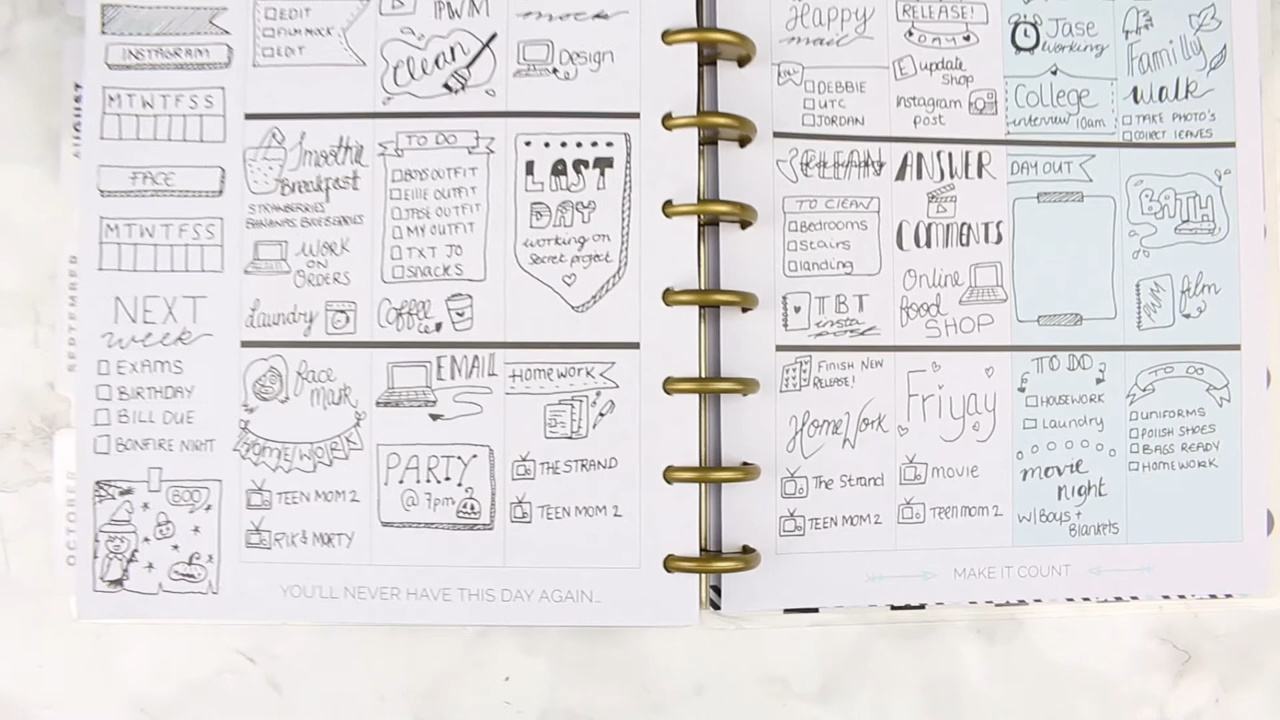 INSTAGRAM
MTWTFSS
FACE
MTWTFSS
NEXT
week
EXAMS
BIRTHDAY
BILL DUE
BONFIRE NIGHT
BOO
AUGUST
SEPTEMBER
OCTOBER
EDIT
FILM MOCK
EDIT
Smoothie
Breakfast
STRAWBERRIES
WORK
ON
ORDERS
Laundry
face
mask
HOMEWORK
TEEN MOM 2
RIK & MORTY
PWM
clean
TO DO
BOYS OUTFIT
ELLIE OUTFIT
JASE OUTFIT
MY OUTFIT
TXT JO
SNACKS
Coffee
EMAIL
PARTY
@ 7pm
mock
Design
LAST
DAY
working on
secret project
Homework
THE STRAND
TEEN MOM 2
YOU'LL NEVER HAVE THIS DAY AGAIN...
Happy
mail
DEBBIE
UTC
JORDAN
CLEAN
TO CLEAN
Bedrooms
Stairs
landing
TBT
insta
post
FINISH NEW
RELEASE!
HomeWork
The Strand
TEEN MOM 2
RELEASE!
DAY
E update
shop
Instagram
post
ANSWER
COMMENTS
Online
food
SHOP
Friyay
movie
Teen mom 2
Jase
working
College
interview 10am
DAY OUT
TO DO
HOUSEWORK
Laundry
movie
night
w/ Boys +
Blankets
Family
walk
TAKE PHOTO'S
COLLECT LEAVES
BATH
film
TO DO
UNIFORMS
POLISH SHOES
BAGS READY
HOMEWORK
MAKE IT COUNT